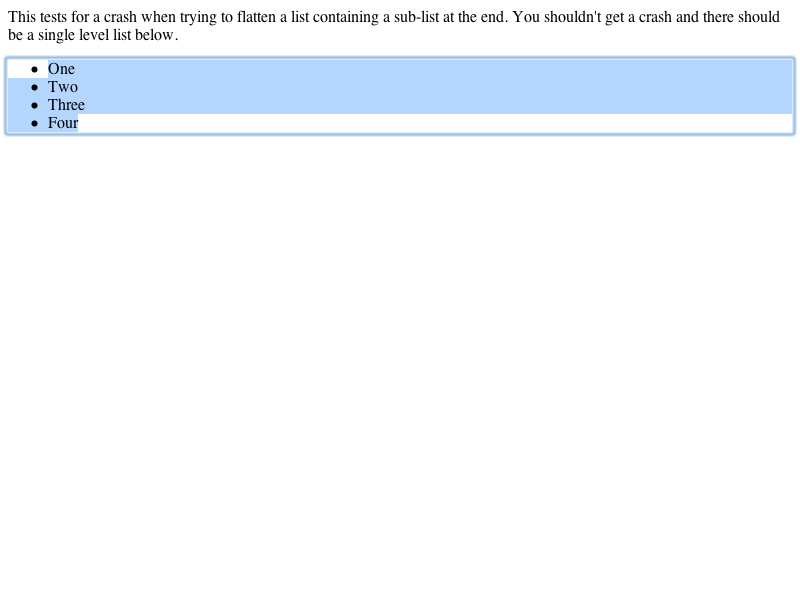 This tests for a crash when trying to flatten a list containing a sub-list at the end. You shouldn't get a crash and there should
be a single level list below.
• One
• Two
• Three
• Four